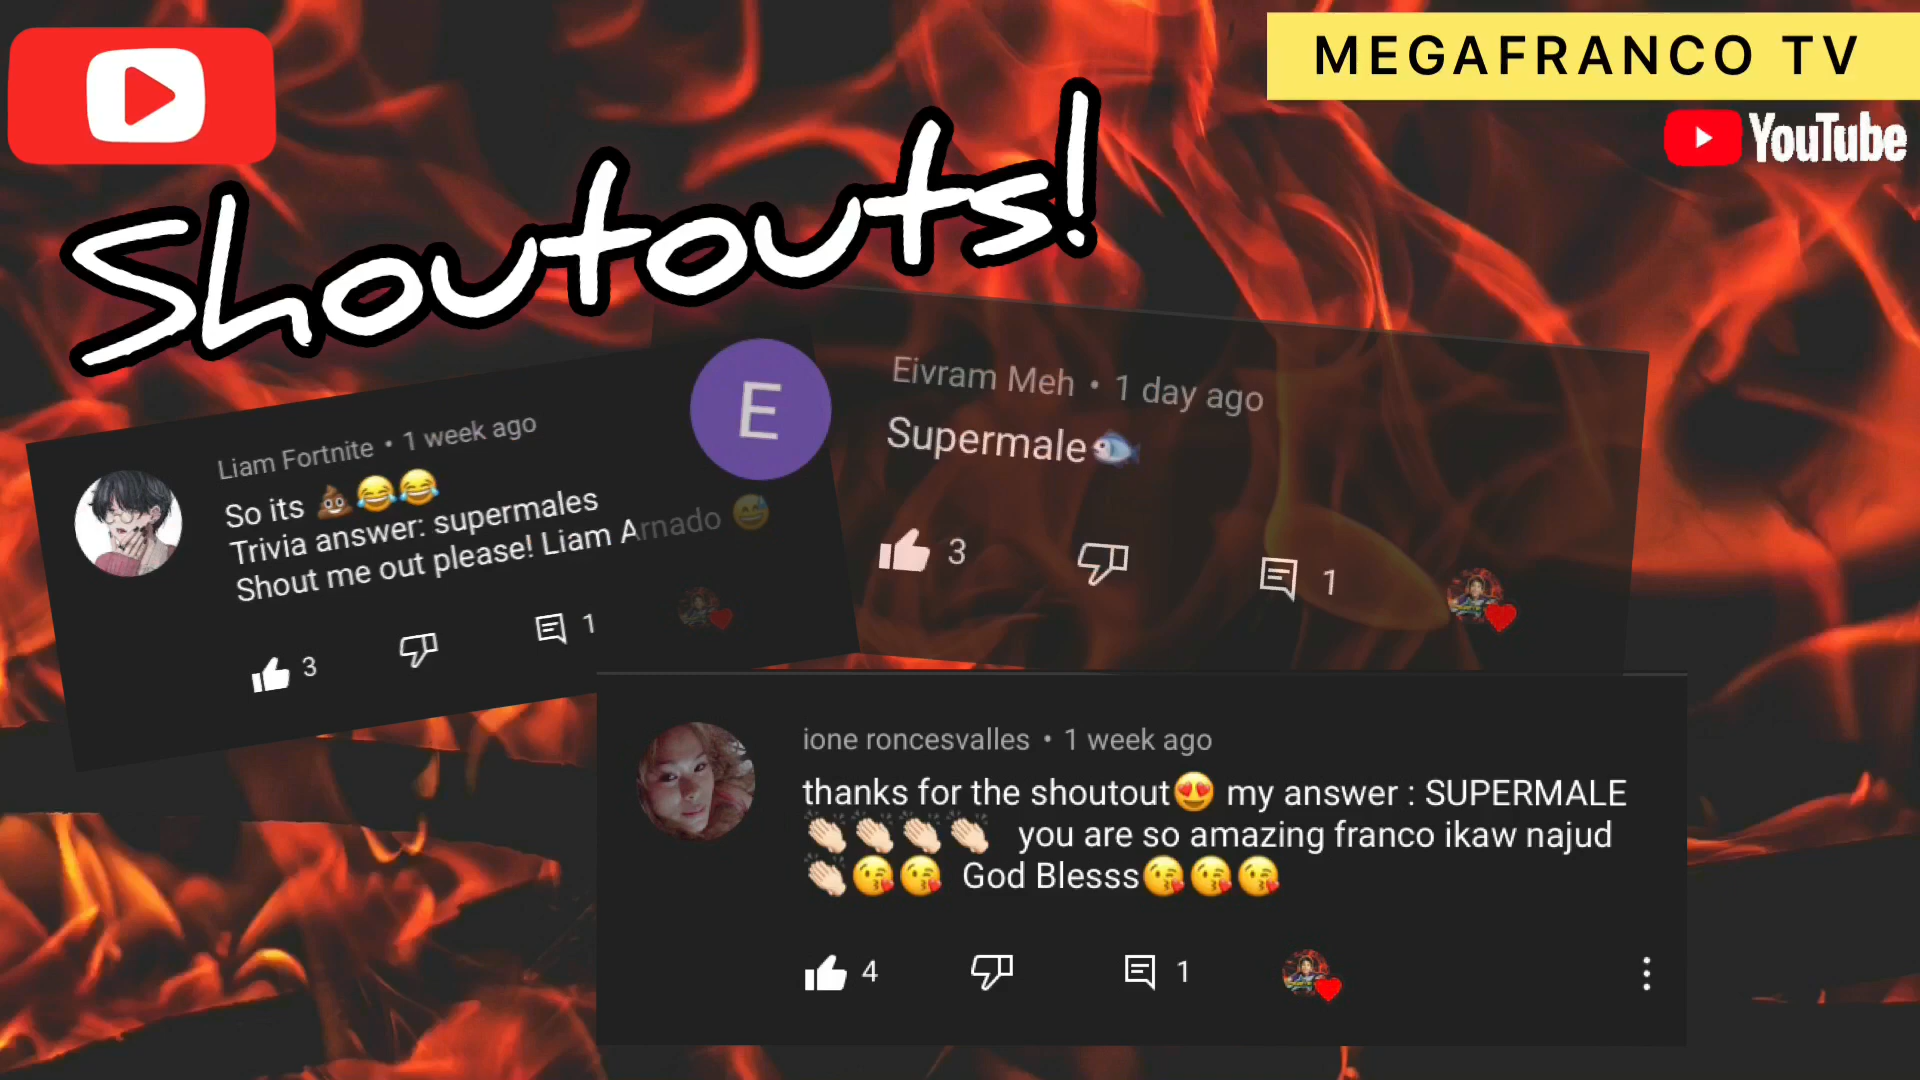 MEGAFRANCO TV
YouTube
Shoutouts!
Liam Fortnite • 1 week ago
So its 💩😂😂
Trivia answer: supermales
Shout me out please! Liam Arnado 😅
3
1
E
Eivram Meh • 1 day ago
Supermale🐟
3
1
ione roncesvalles • 1 week ago
thanks for the shoutout😍 my answer : SUPERMALE
👏🏻👏🏻👏🏻👏🏻 you are so amazing franco ikaw najud
👏🏻😘😘 God Blesss😘😘😘
4
1